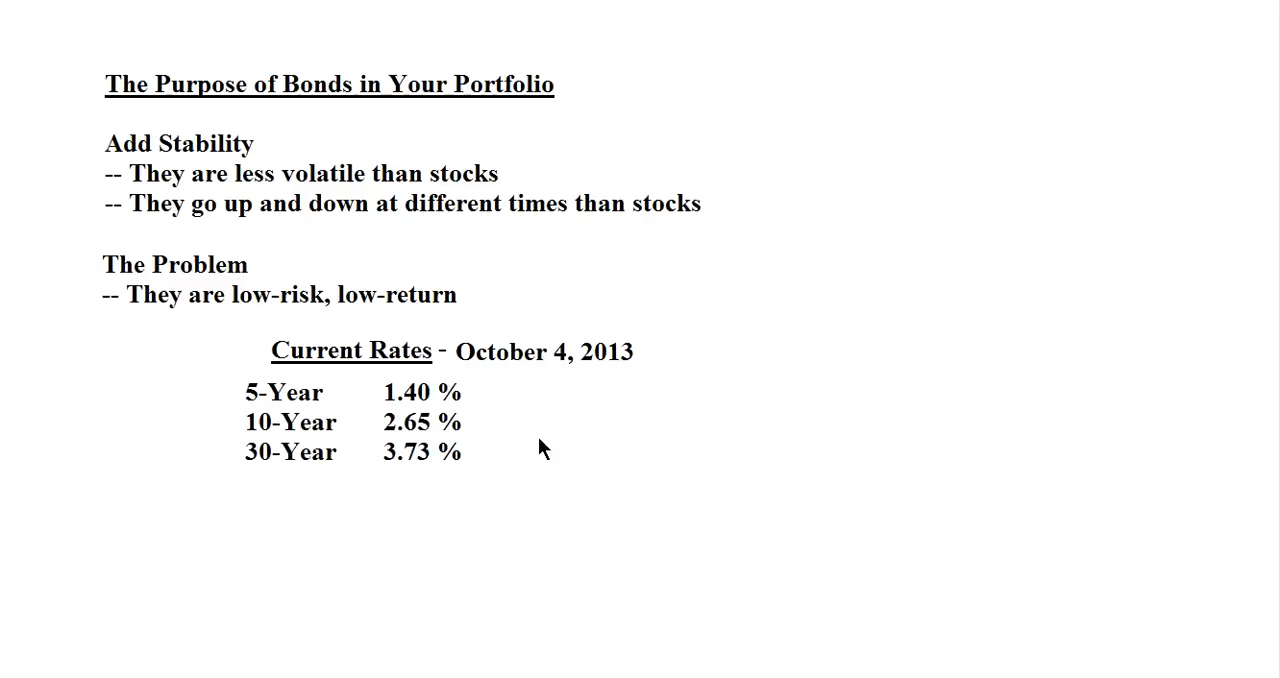 The Purpose of Bonds in Your Portfolio
Add Stability
-- They are less volatile than stocks
-- They go up and down at different times than stocks
The Problem
-- They are low-risk, low-return
Current Rates - October 4, 2013
5-Year 1.40 %
10-Year 2.65 %
30-Year 3.73 %